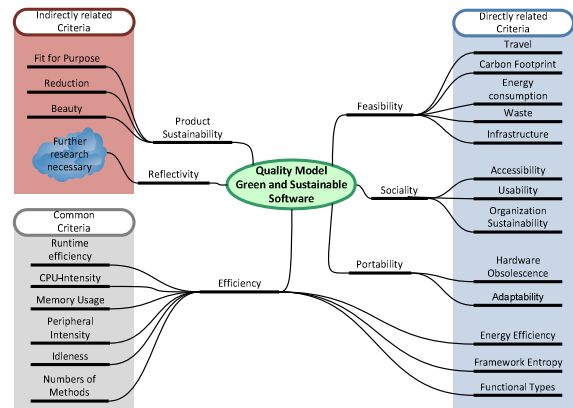 Indirectly related
Criteria
Fit for Purpose
Reduction
Beauty
Further
research
necessary
Product
Sustainability
Reflectivity
Quality Model
Green and Sustainable
Software
Directly related
Criteria
Feasibility
Travel
Carbon Footprint
Energy
consumption
Waste
Infrastructure
Sociality
Accessibility
Usability
Organization
Sustainability
Portability
Hardware
Obsolescence
Adaptability
Common
Criteria
Runtime
efficiency
CPU-Intensity
Memory Usage
Peripheral
Intensity
Idleness
Numbers of
Methods
Efficiency
Energy Efficiency
Framework Entropy
Functional Types